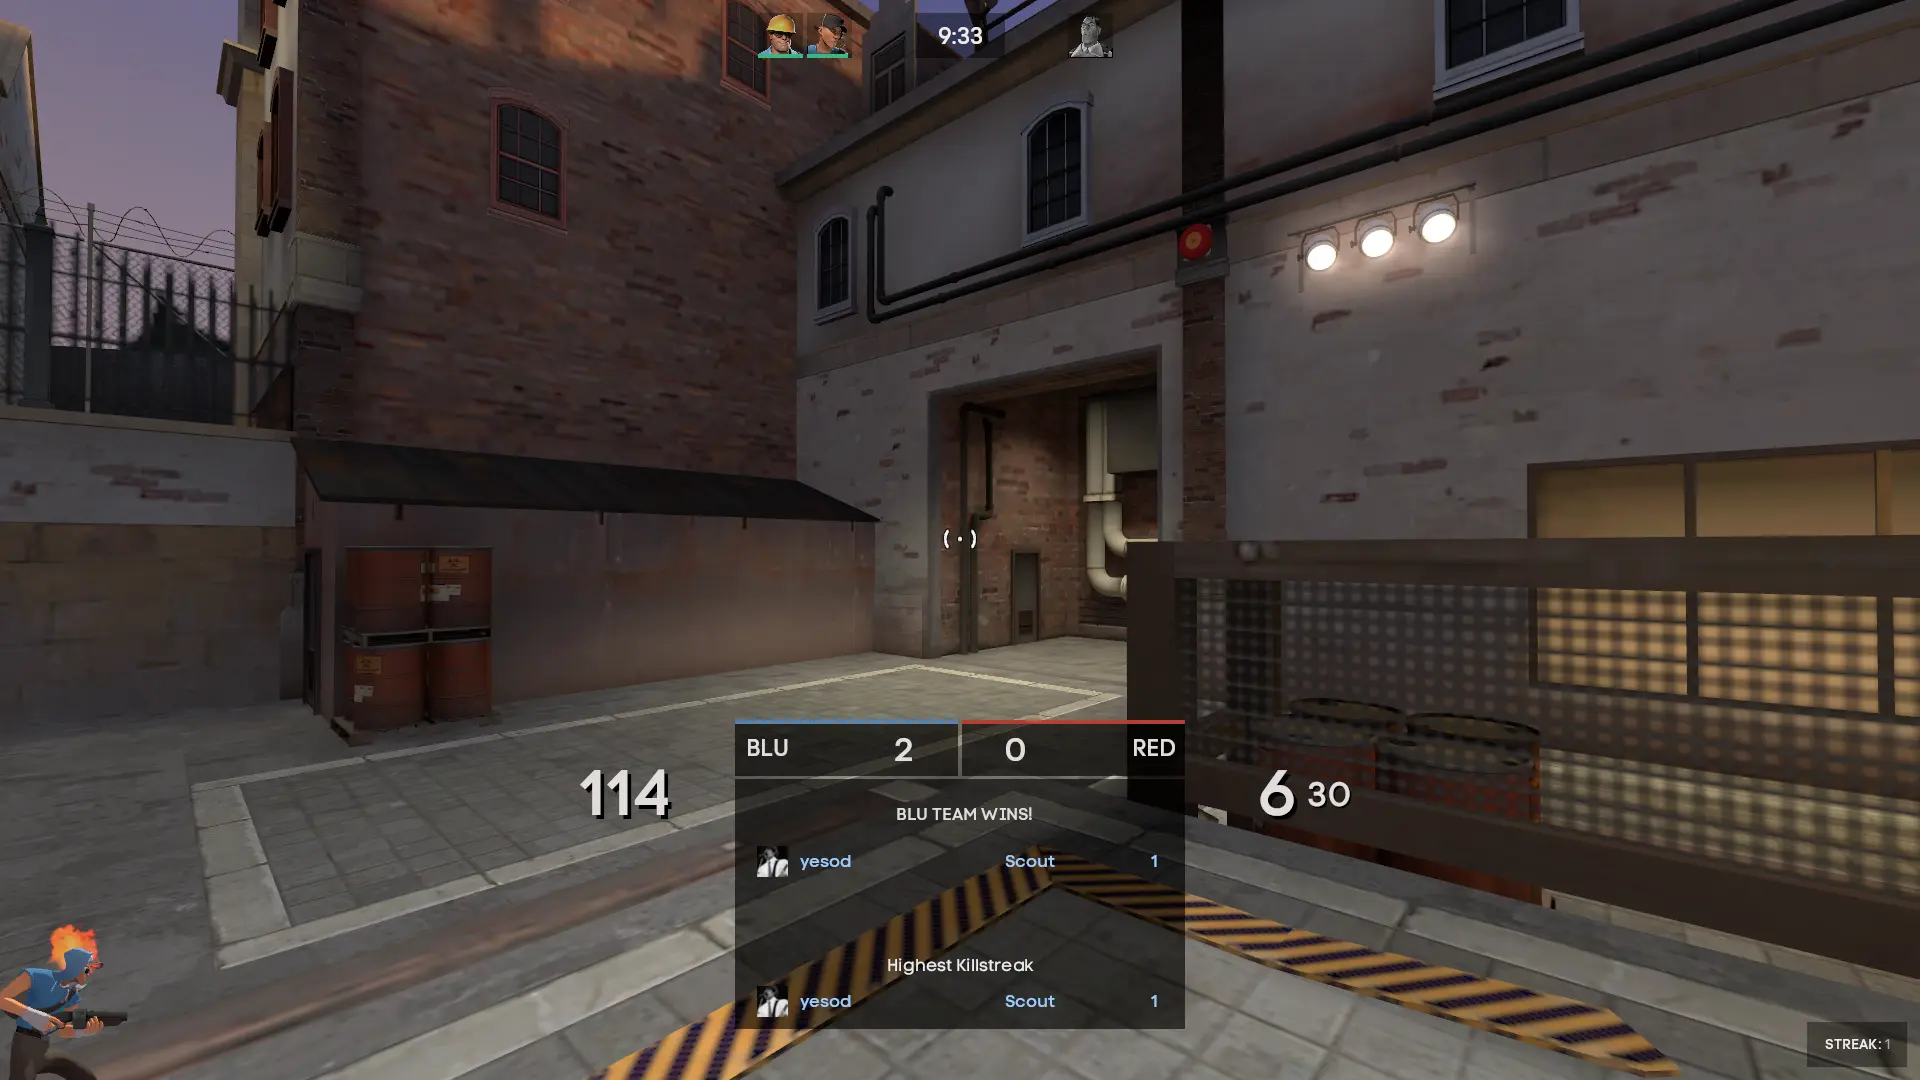 9:33
BLU 2 0 RED
114
6 30
BLU TEAM WINS!
yesod Scout 1
Highest Killstreak
yesod Scout 1
STREAK: 1